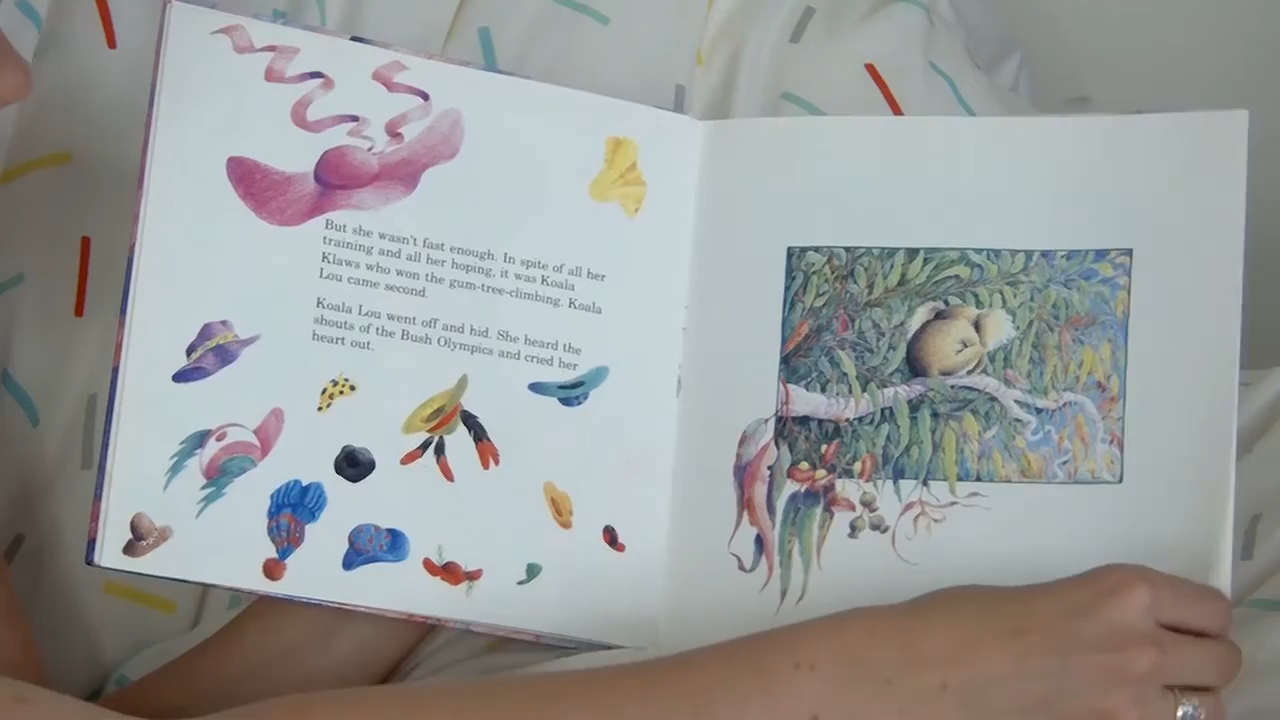 But she wasn't fast enough. In spite of all her
training and all her hoping, it was Koala
Klaws who won the gum-tree-climbing. Koala
Lou came second.
Koala Lou went off and hid. She heard the
shouts of the Bush Olympics and cried her
heart out.